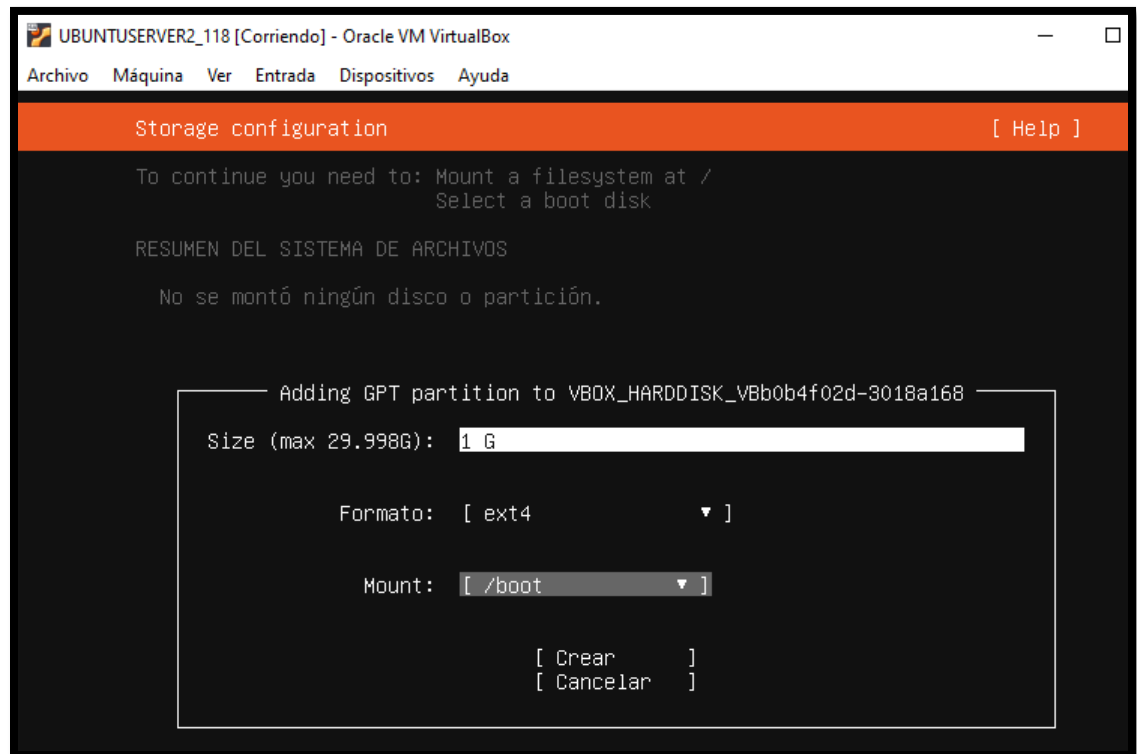 UBUNTUSERVER2_118 [Corriendo] - Oracle VM VirtualBox
Archivo Máquina Ver Entrada Dispositivos Ayuda
Storage configuration [ Help ]
To continue you need to: Mount a filesystem at /
Select a boot disk
RESUMEN DEL SISTEMA DE ARCHIVOS
No se montó ningún disco o partición.
Adding GPT partition to VBOX_HARDDISK_VBb0b4f02d-3018a168
Size (max 29.998G): 1 G
Formato: [ ext4 ▾ ]
Mount: [ /boot ▾ ]
[ Crear ]
[ Cancelar ]